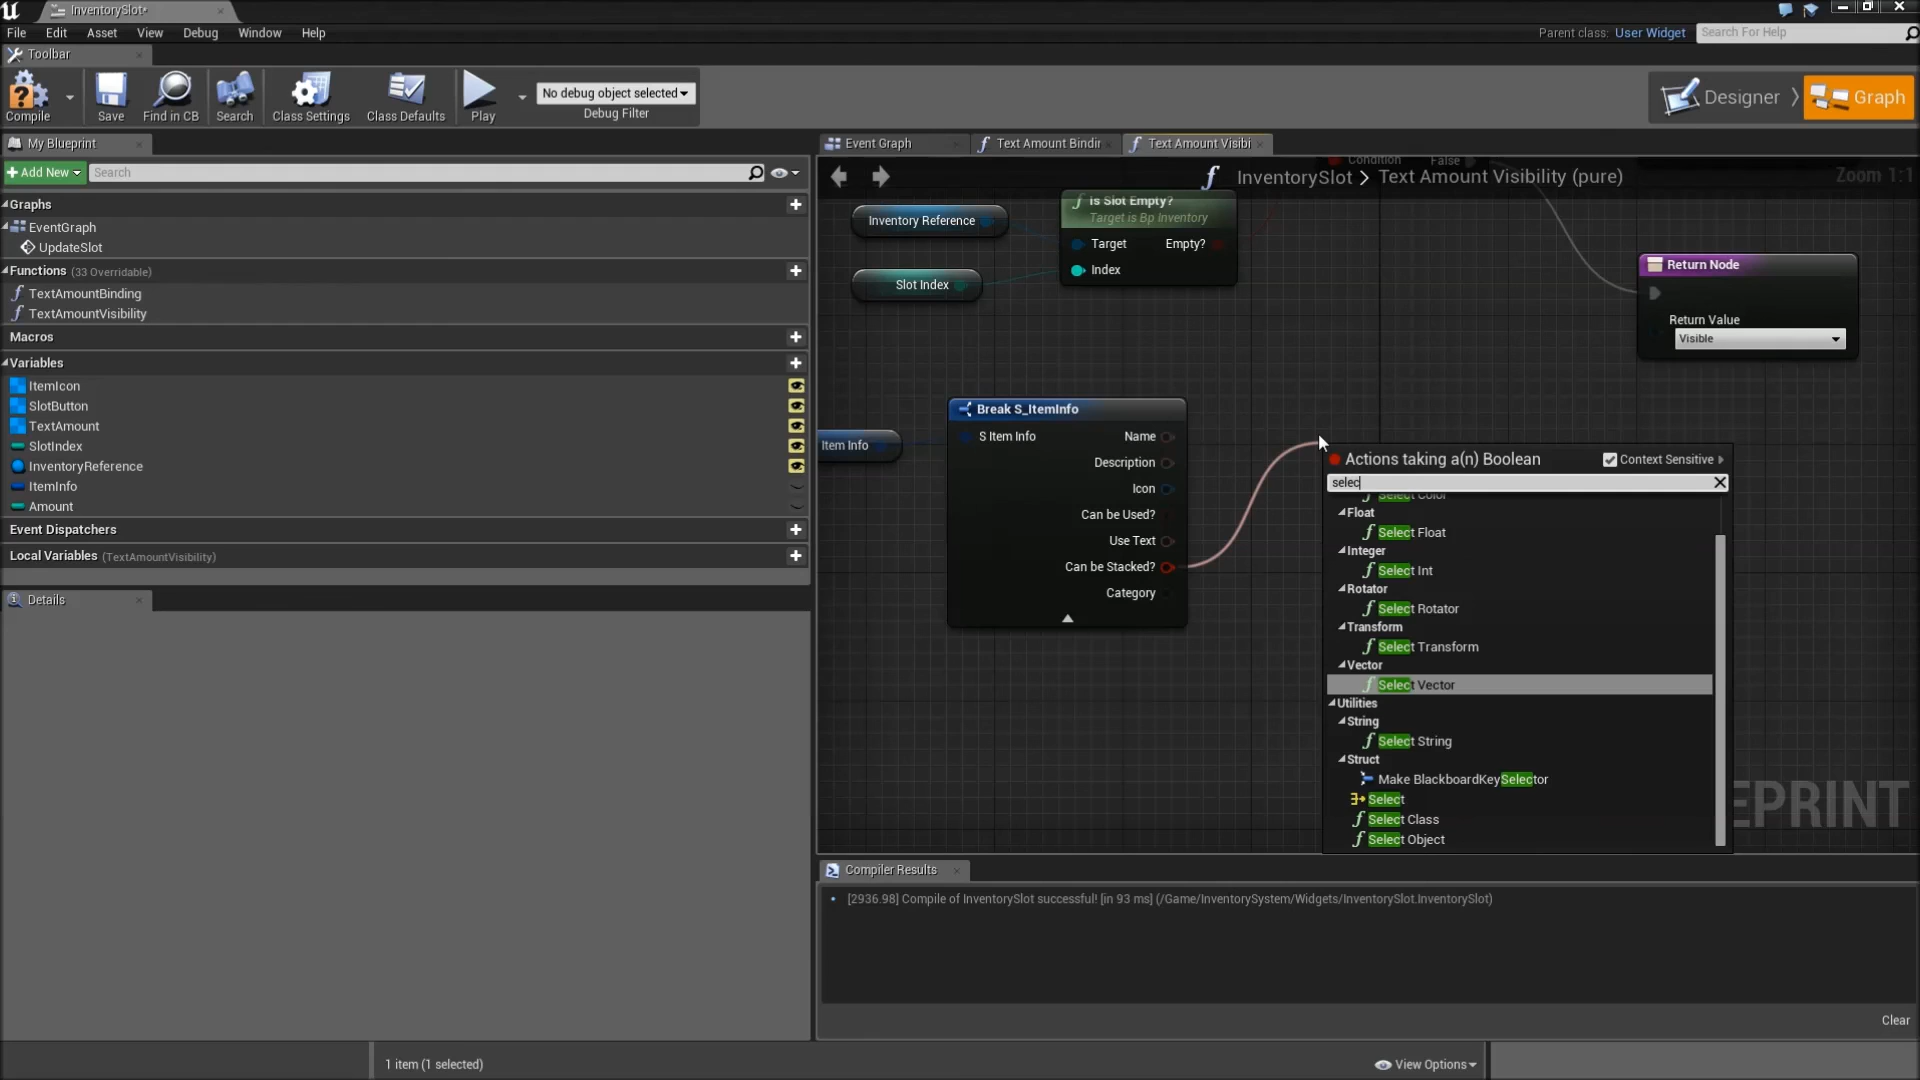 InventorySlot*
File Edit Asset View Debug Window Help
Parent class: User Widget
Search For Help
Toolbar
Compile
Save
Find in CB
Search
Class Settings
Class Defaults
Play
No debug object selected
Debug Filter
Designer
Graph
My Blueprint
Event Graph
Text Amount Bindir
Text Amount Visibi
Add New
Search
InventorySlot > Text Amount Visibility (pure)
Zoom 1:1
Graphs
EventGraph
UpdateSlot
Functions (33 Overridable)
TextAmountBinding
TextAmountVisibility
Macros
Variables
ItemIcon
SlotButton
TextAmount
SlotIndex
InventoryReference
ItemInfo
Amount
Event Dispatchers
Local Variables (TextAmountVisibility)
Details
Condition False
Inventory Reference
Slot Index
Is Slot Empty?
Target is Bp Inventory
Target Empty?
Index
Return Node
Return Value
Visible
Item Info
Break S_ItemInfo
S Item Info Name
Description
Icon
Can be Used?
Use Text
Can be Stacked?
Category
Actions taking a(n) Boolean
Context Sensitive
selec
Select Color
Float
Select Float
Integer
Select Int
Rotator
Select Rotator
Transform
Select Transform
Vector
Select Vector
Utilities
String
Select String
Struct
Make BlackboardKeySelector
Select
Select Class
Select Object
EPRINT
Compiler Results
[2936.98] Compile of InventorySlot successful! [in 93 ms] (/Game/InventorySystem/Widgets/InventorySlot.InventorySlot)
Clear
1 item (1 selected)
View Options